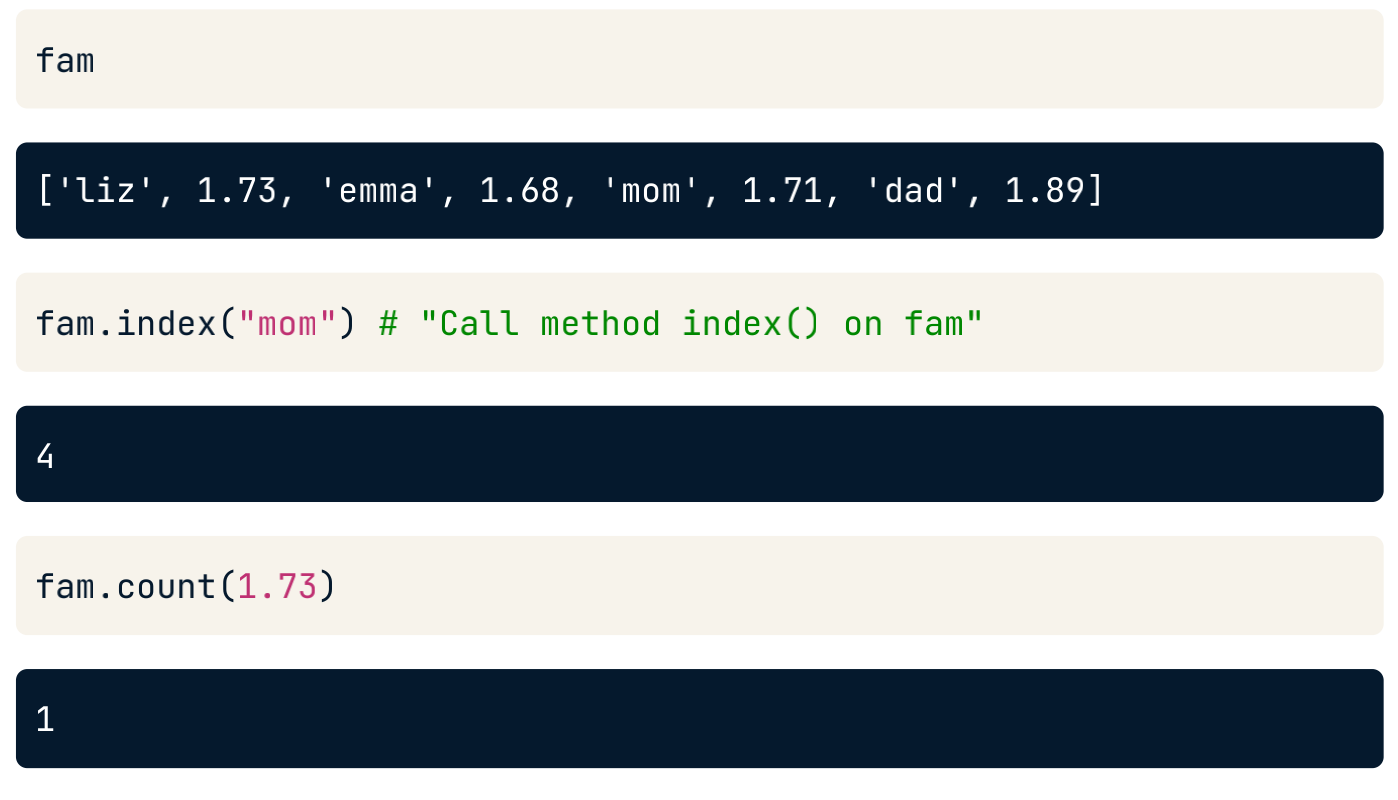 fam
['liz', 1.73, 'emma', 1.68, 'mom', 1.71, 'dad', 1.89]
fam.index("mom") # "Call method index() on fam"
4
fam.count(1.73)
1